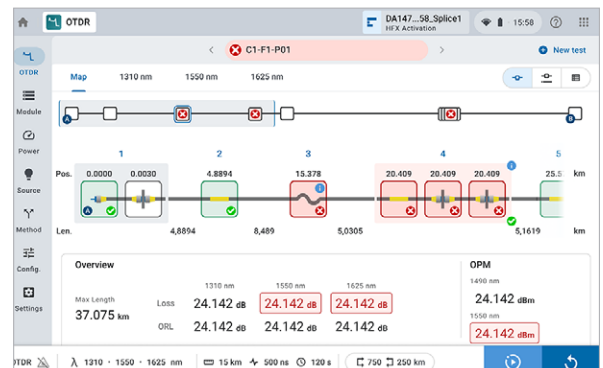 OTDR
DA147...58_Splice1
HFX Activation
15:58
C1-F1-P01
New test
OTDR
Map 1310 nm 1550 nm 1625 nm
Module
A
B
Power
1 2 3 4 5
Pos. 0.0000 0.0030 4.8894 15.378 20.409 20.409 20.409 25.5 km
Source
A
Method
Len. 4,8894 8,489 5,0305 5,1619 km
Config.
Overview
OPM
Settings
1310 nm 1550 nm 1625 nm
1490 nm
Max Length
37.075 km
Loss 24.142 dB 24.142 dB 24.142 dB
24.142 dBm
1550 nm
ORL 24.142 dB 24.142 dB 24.142 dB
24.142 dBm
OTDR
λ 1310 · 1550 · 1625 nm
15 km 500 ns 120 s
750 250 km